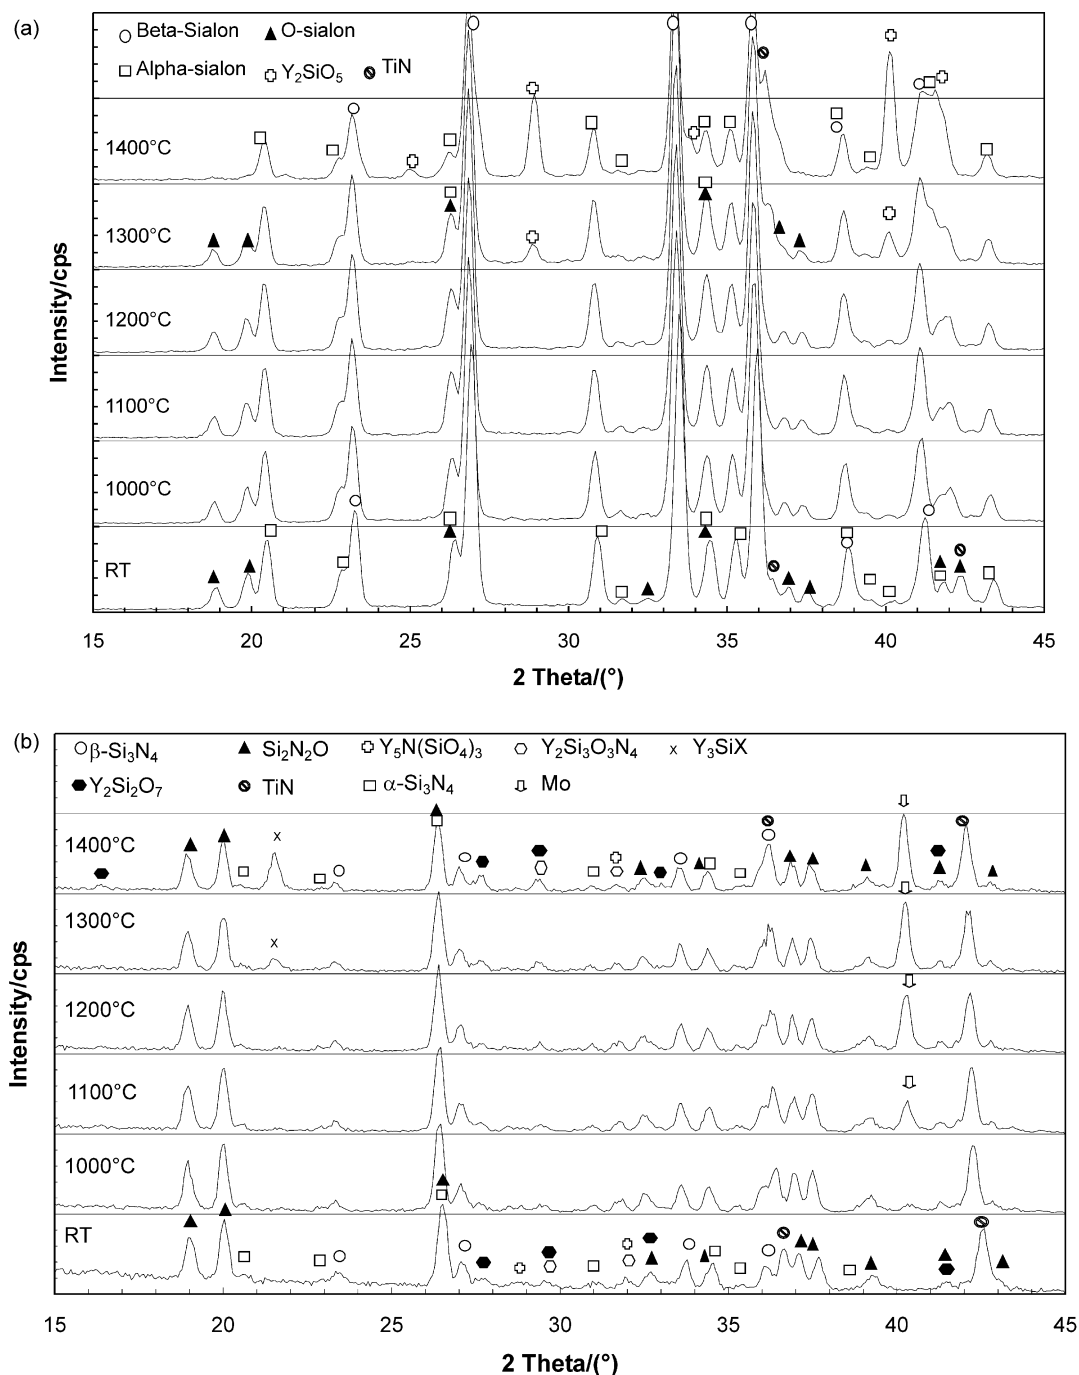 (a)
Beta-Sialon O-sialon
Alpha-sialon Y₂SiO₅ TiN
1400°C
1300°C
1200°C
1100°C
1000°C
RT
Intensity/cps
15 20 25 30 35 40 45
2 Theta/(°)
(b)
β-Si₃N₄ Si₂N₂O Y₅N(SiO₄)₃ Y₂Si₃O₃N₄ x Y₃SiX
Y₂Si₂O₇ TiN α-Si₃N₄ Mo
x
1400°C
1300°C
x
1200°C
1100°C
1000°C
RT
Intensity/cps
15 20 25 30 35 40 45
2 Theta/(°)